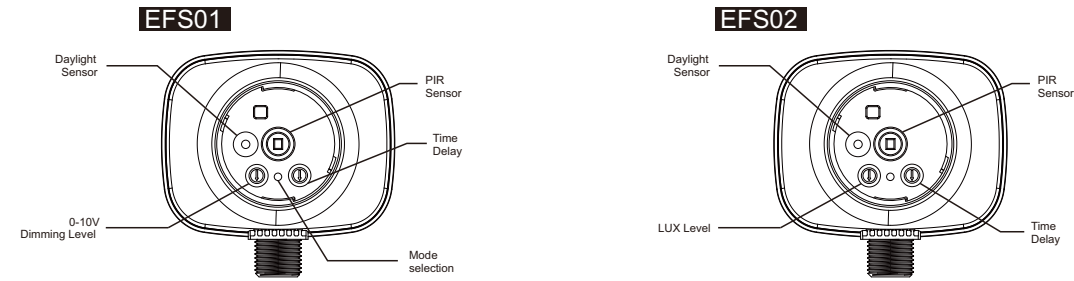 EFS01
Daylight
Sensor
PIR
Sensor
Time
Delay
0-10V
Dimming Level
Mode
selection
EFS02
Daylight
Sensor
PIR
Sensor
LUX Level
Time
Delay